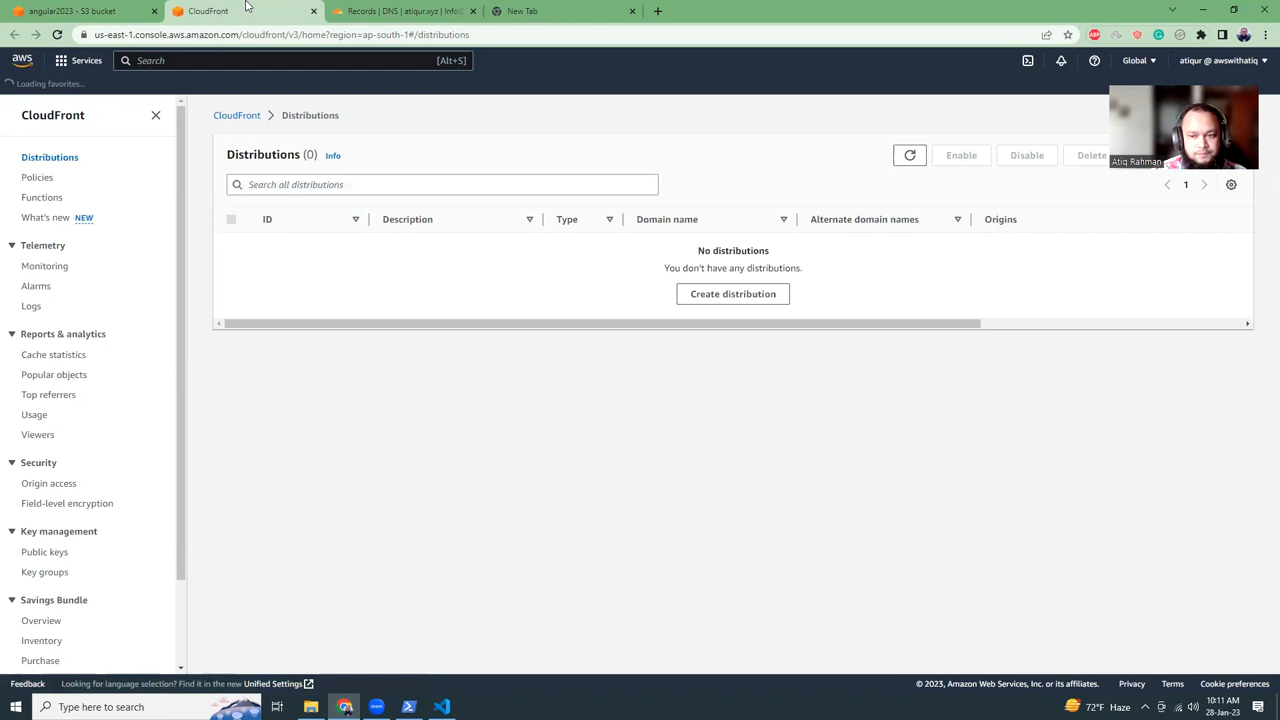 angular2023 - S3 bucket
CloudFront
Records | DNS | atiqur.xyz | Info@
New Tab
us-east-1.console.aws.amazon.com/cloudfront/v3/home?region=ap-south-1#/distributions
aws
Services
Search
[Alt+S]
Global
atiqur @ awswithatiq
Loading favorites...
CloudFront
Distributions
Policies
Functions
What's new NEW
Telemetry
Monitoring
Alarms
Logs
Reports & analytics
Cache statistics
Popular objects
Top referrers
Usage
Viewers
Security
Origin access
Field-level encryption
Key management
Public keys
Key groups
Savings Bundle
Overview
Inventory
Purchase
CloudFront
Distributions
Distributions (0)
Info
Enable
Disable
Delete
Search all distributions
1
ID
Description
Type
Domain name
Alternate domain names
Origins
No distributions
You don't have any distributions.
Create distribution
Atiq Rahman
Feedback
Looking for language selection? Find it in the new Unified Settings
© 2023, Amazon Web Services, Inc. or its affiliates.
Privacy
Terms
Cookie preferences
Type here to search
zoom
72°F Haze
10:11 AM
28-Jan-23